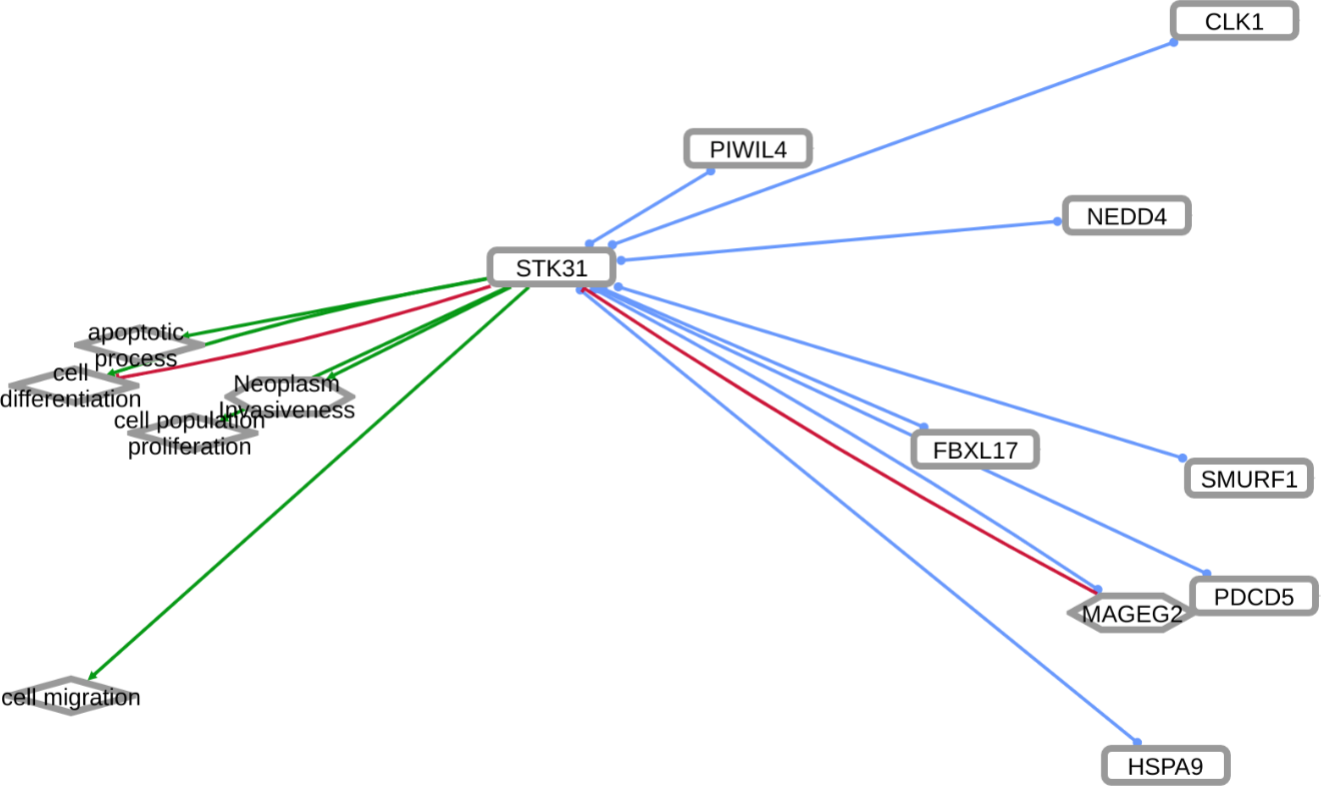 CLK1
PIWIL4
NEDD4
STK31
apoptotic
process
cell
differentiation
Neoplasm
Invasiveness
cell population
proliferation
FBXL17
SMURF1
PDCD5
MAGEG2
cell migration
HSPA9